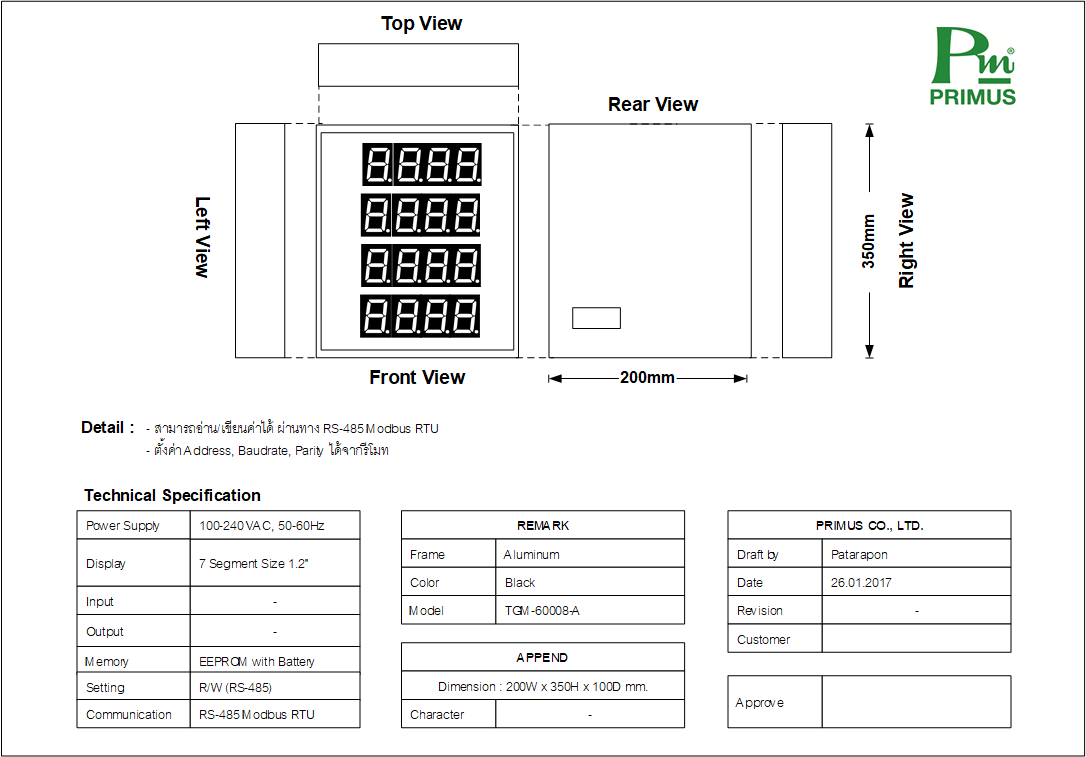 Top View
Pm®
PRIMUS
Rear View
8.8.8.8.
8.8.8.8.
8.8.8.8.
8.8.8.8.
Left View
350mm
Right View
Front View
200mm
Detail : - สามารถอ่าน/เขียนค่าได้ ผ่านทาง RS-485 Modbus RTU
- ตั้งค่า Address, Baudrate, Parity ได้จากรีโมท
Technical Specification
Power Supply 100-240 VAC, 50-60Hz
Display 7 Segment Size 1.2"
Input -
Output -
Memory EEPROM with Battery
Setting R/W (RS-485)
Communication RS-485 Modbus RTU
REMARK
Frame Aluminum
Color Black
Model TGM-60008-A
APPEND
Dimension : 200W x 350H x 100D mm.
Character -
PRIMUS CO., LTD.
Draft by Patarapon
Date 26.01.2017
Revision -
Customer
Approve